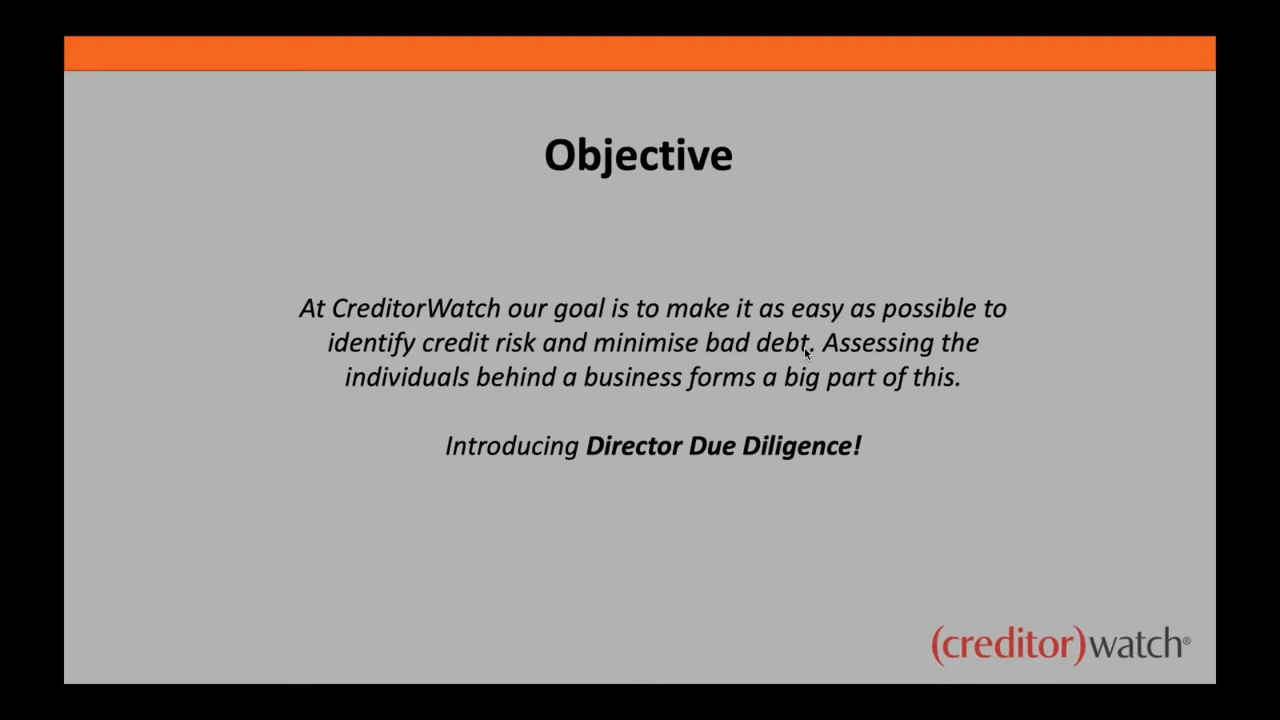 Objective
At CreditorWatch our goal is to make it as easy as possible to
identify credit risk and minimise bad debt. Assessing the
individuals behind a business forms a big part of this.
Introducing Director Due Diligence!
(creditor)watch®